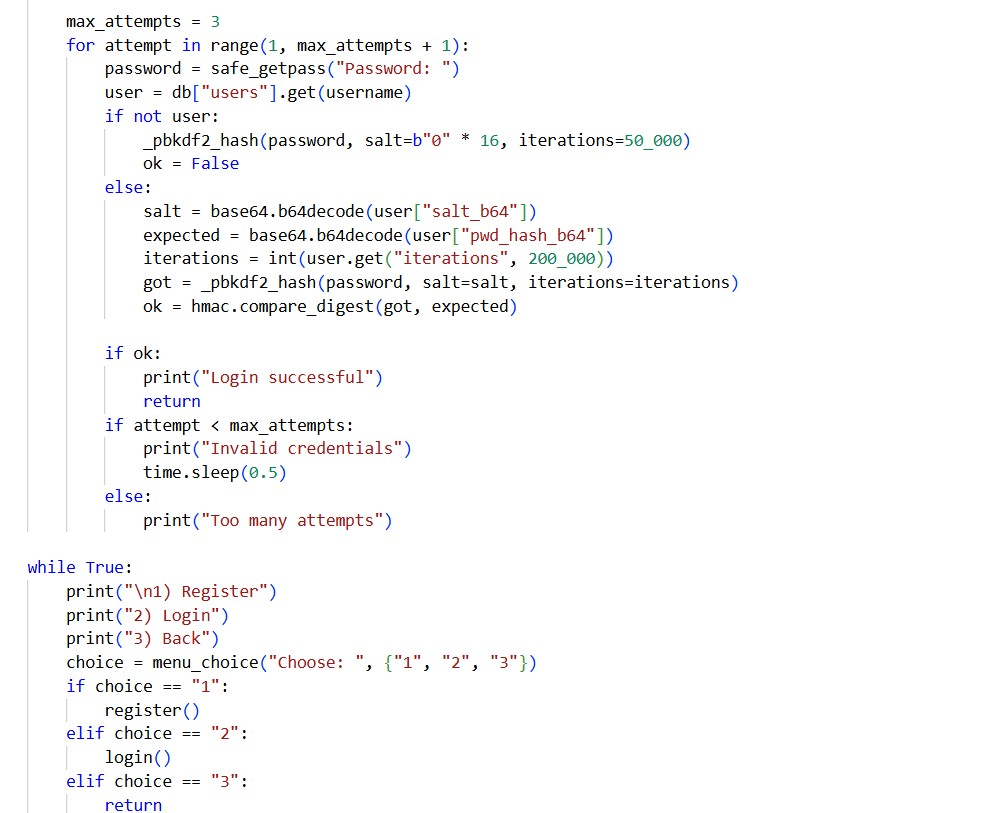 max_attempts = 3
for attempt in range(1, max_attempts + 1):
password = safe_getpass("Password: ")
user = db["users"].get(username)
if not user:
_pbkdf2_hash(password, salt=b"0" * 16, iterations=50_000)
ok = False
else:
salt = base64.b64decode(user["salt_b64"])
expected = base64.b64decode(user["pwd_hash_b64"])
iterations = int(user.get("iterations", 200_000))
got = _pbkdf2_hash(password, salt=salt, iterations=iterations)
ok = hmac.compare_digest(got, expected)
if ok:
print("Login successful")
return
if attempt < max_attempts:
print("Invalid credentials")
time.sleep(0.5)
else:
print("Too many attempts")
while True:
print("\n1) Register")
print("2) Login")
print("3) Back")
choice = menu_choice("Choose: ", {"1", "2", "3"})
if choice == "1":
register()
elif choice == "2":
login()
elif choice == "3":
return